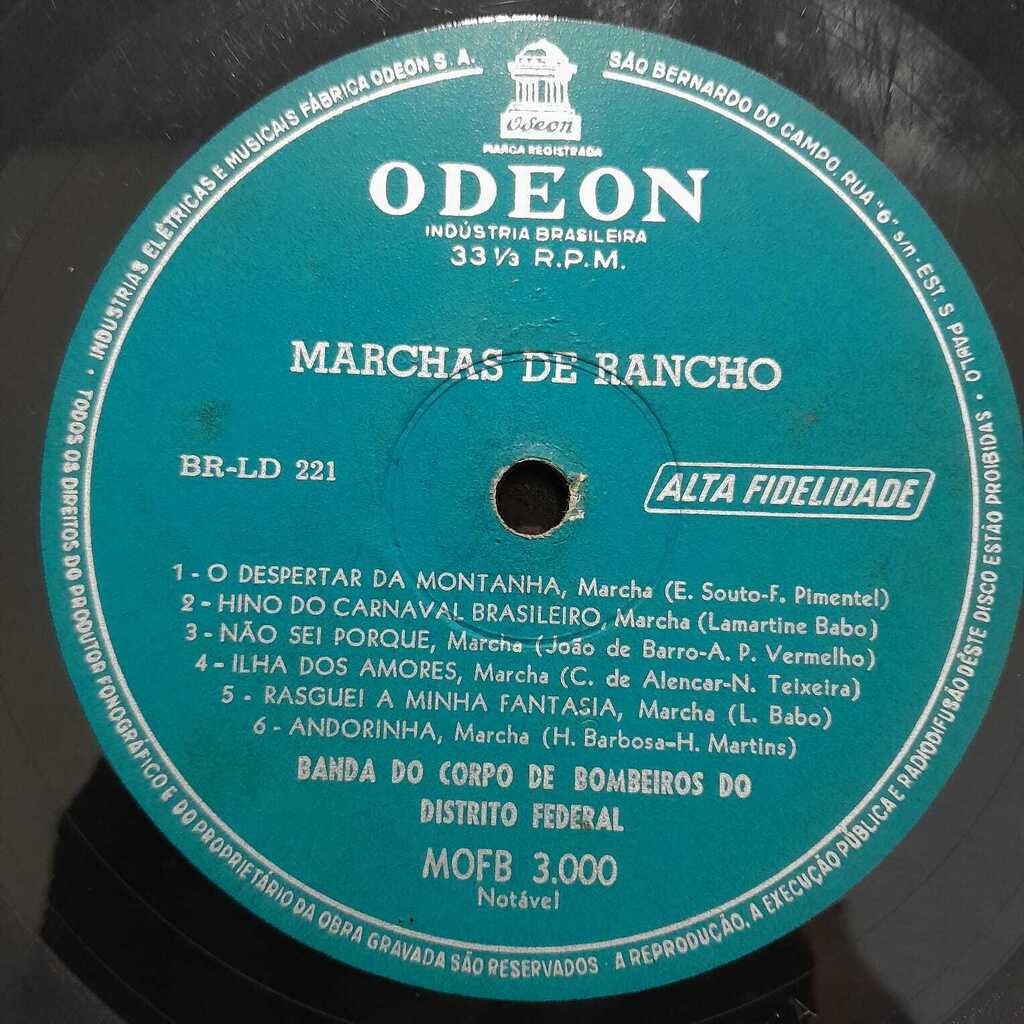 INDUSTRIAS ELÉTRICAS E MUSICAIS FÁBRICA ODEON S. A.
SÃO BERNARDO DO CAMPO, RUA "6" s/n - EST. S PAULO
Odeon
MARCA REGISTRADA
ODEON
INDÚSTRIA BRASILEIRA
33 1/3 R.P.M.
MARCHAS DE RANCHO
BR-LD 221
ALTA FIDELIDADE
1 - O DESPERTAR DA MONTANHA, Marcha (E. Souto-F. Pimentel)
2 - HINO DO CARNAVAL BRASILEIRO, Marcha (Lamartine Babo)
3 - NÃO SEI PORQUE, Marcha (João de Barro-A. P. Vermelho)
4 - ILHA DOS AMORES, Marcha (C. de Alencar-N. Teixeira)
5 - RASGUEI A MINHA FANTASIA, Marcha (L. Babo)
6 - ANDORINHA, Marcha (H. Barbosa-H. Martins)
BANDA DO CORPO DE BOMBEIROS DO
DISTRITO FEDERAL
MOFB 3.000
Notável
TODOS OS DIREITOS DO PRODUTOR FONOGRÁFICO E DO PROPRIETÁRIO DA OBRA GRAVADA SÃO RESERVADOS · A REPRODUÇÃO, A EXECUÇÃO PÚBLICA E RADIODIFUSÃO DÊSTE DISCO ESTÃO PROIBIDAS